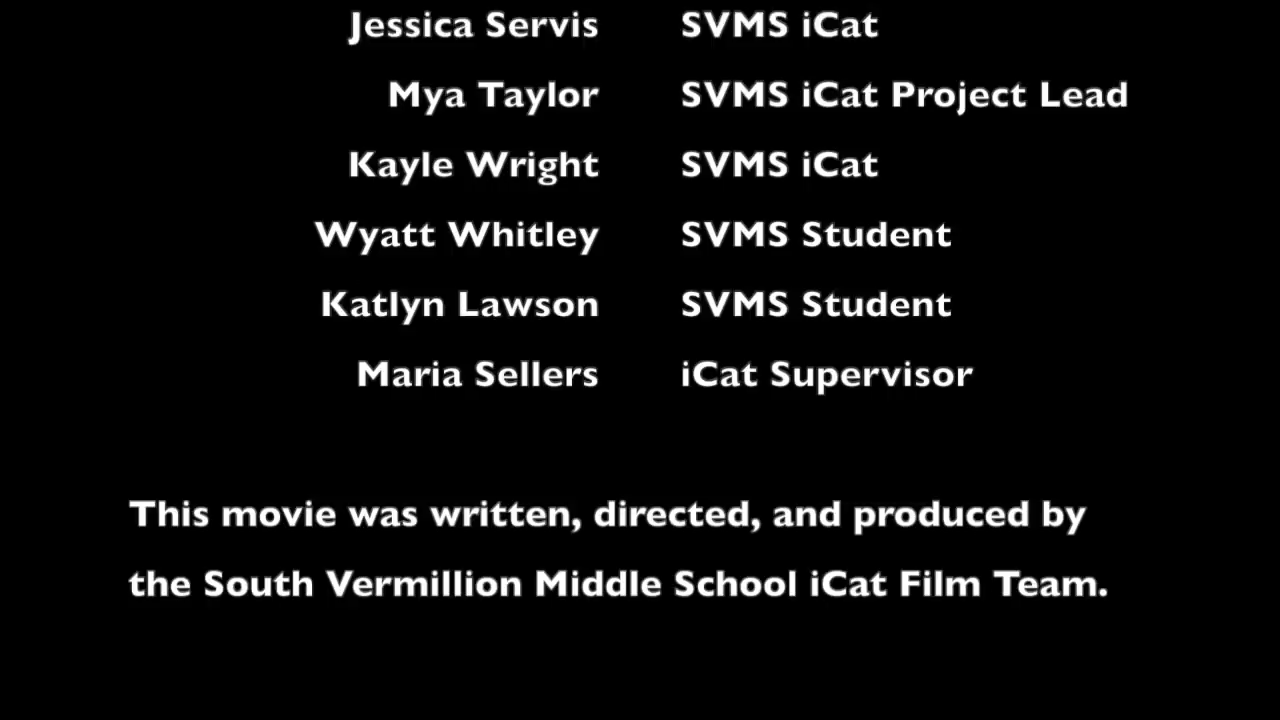 Jessica Servis SVMS iCat
Mya Taylor SVMS iCat Project Lead
Kayle Wright SVMS iCat
Wyatt Whitley SVMS Student
Katlyn Lawson SVMS Student
Maria Sellers iCat Supervisor
This movie was written, directed, and produced by
the South Vermillion Middle School iCat Film Team.